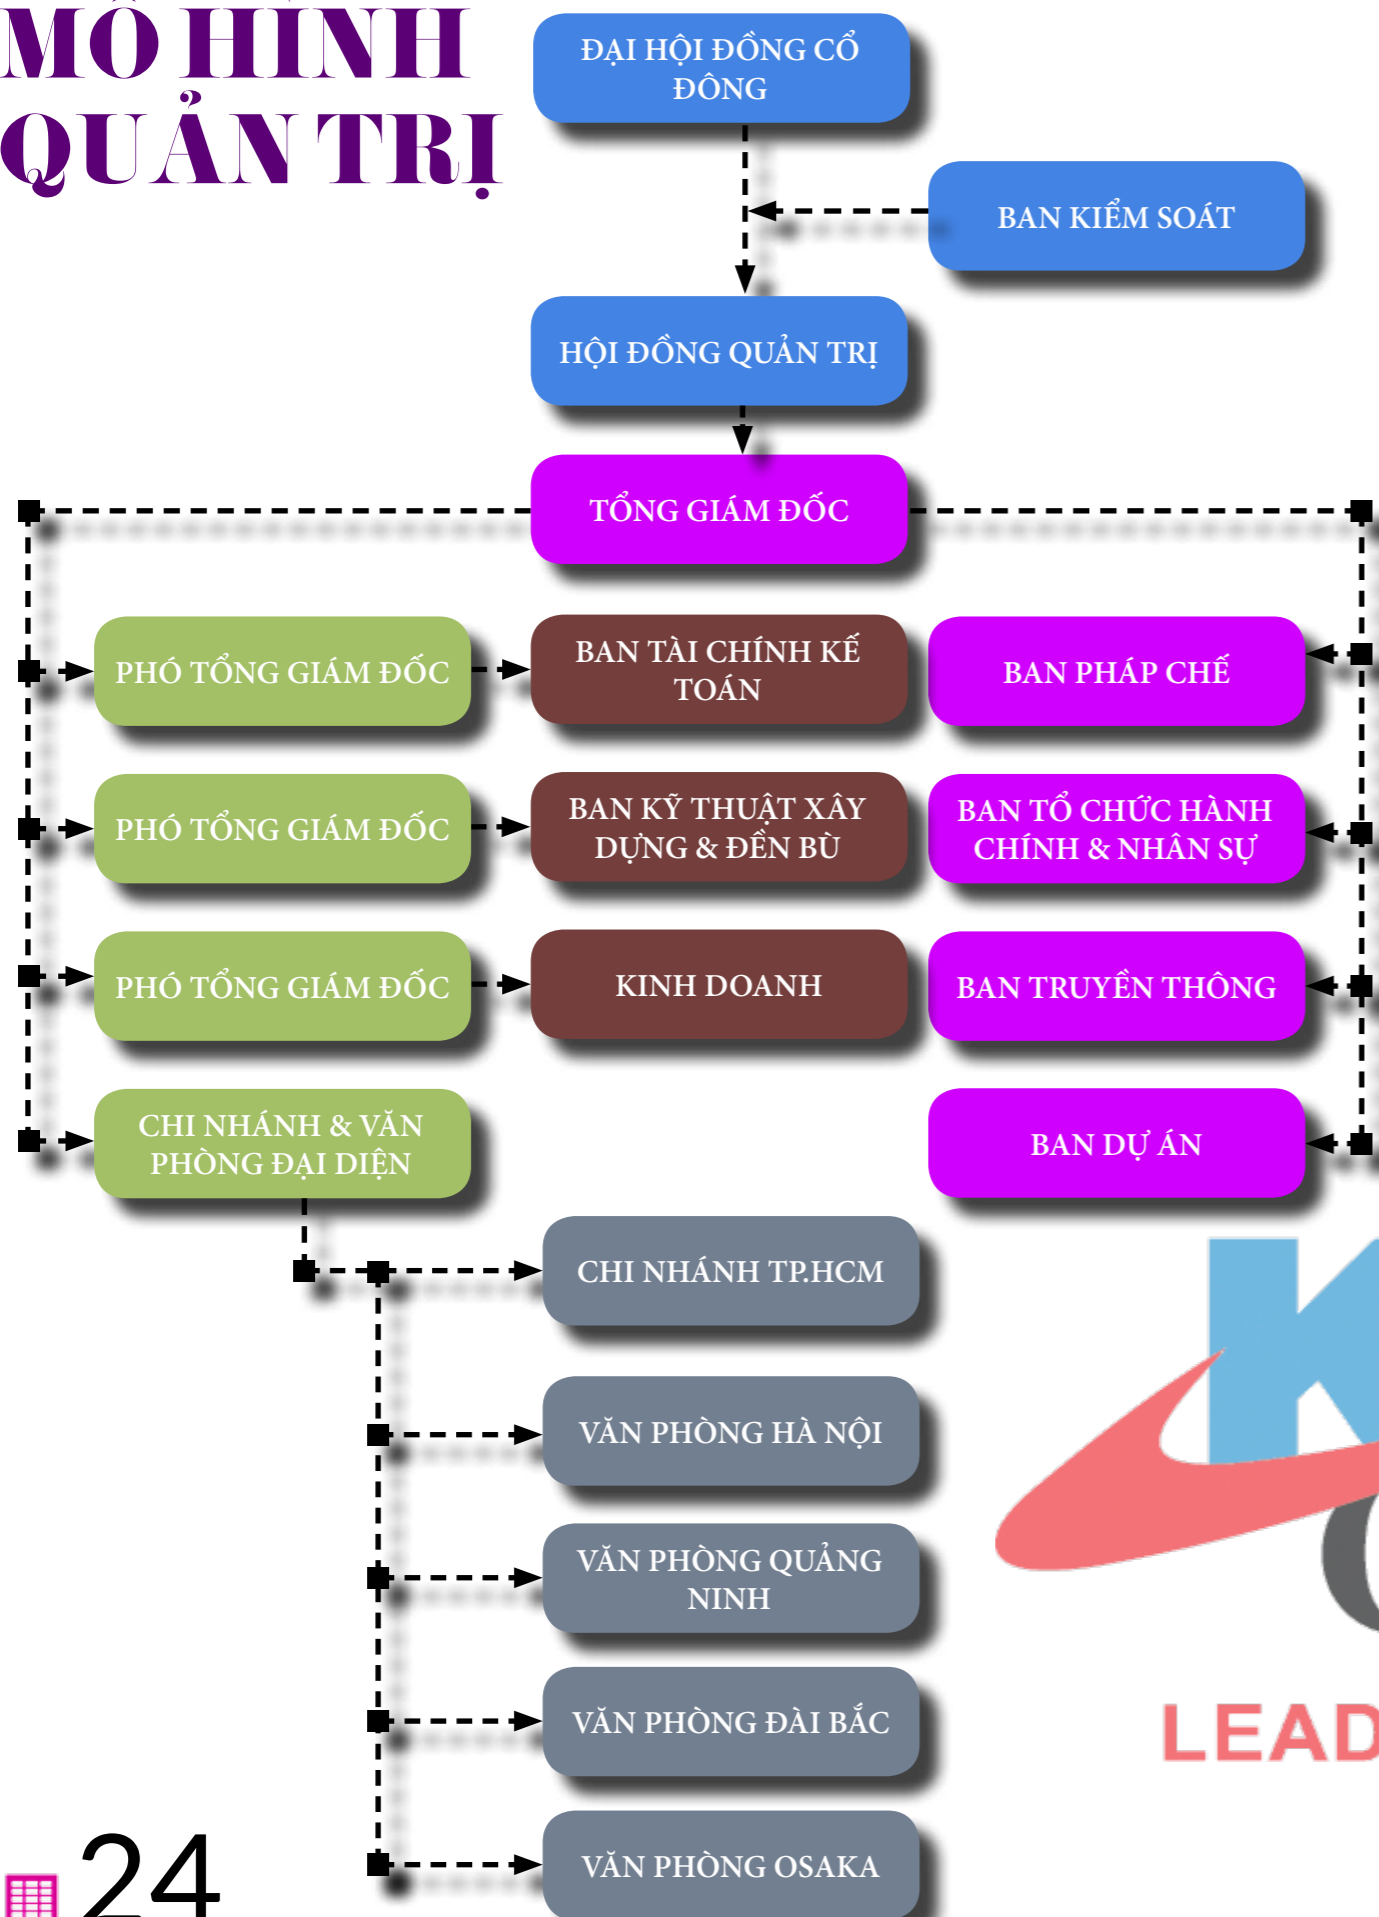 MÔ HÌNH
QUẢN TRỊ
ĐẠI HỘI ĐỒNG CỔ
ĐÔNG
BAN KIỂM SOÁT
HỘI ĐỒNG QUẢN TRỊ
TỔNG GIÁM ĐỐC
PHÓ TỔNG GIÁM ĐỐC
BAN TÀI CHÍNH KẾ
TOÁN
BAN PHÁP CHẾ
PHÓ TỔNG GIÁM ĐỐC
BAN KỸ THUẬT XÂY
DỰNG & ĐỀN BÙ
BAN TỔ CHỨC HÀNH
CHÍNH & NHÂN SỰ
PHÓ TỔNG GIÁM ĐỐC
KINH DOANH
BAN TRUYỀN THÔNG
CHI NHÁNH & VĂN
PHÒNG ĐẠI DIỆN
BAN DỰ ÁN
CHI NHÁNH TP.HCM
VĂN PHÒNG HÀ NỘI
VĂN PHÒNG QUẢNG
NINH
VĂN PHÒNG ĐÀI BẮC
LEAD
VĂN PHÒNG OSAKA
24